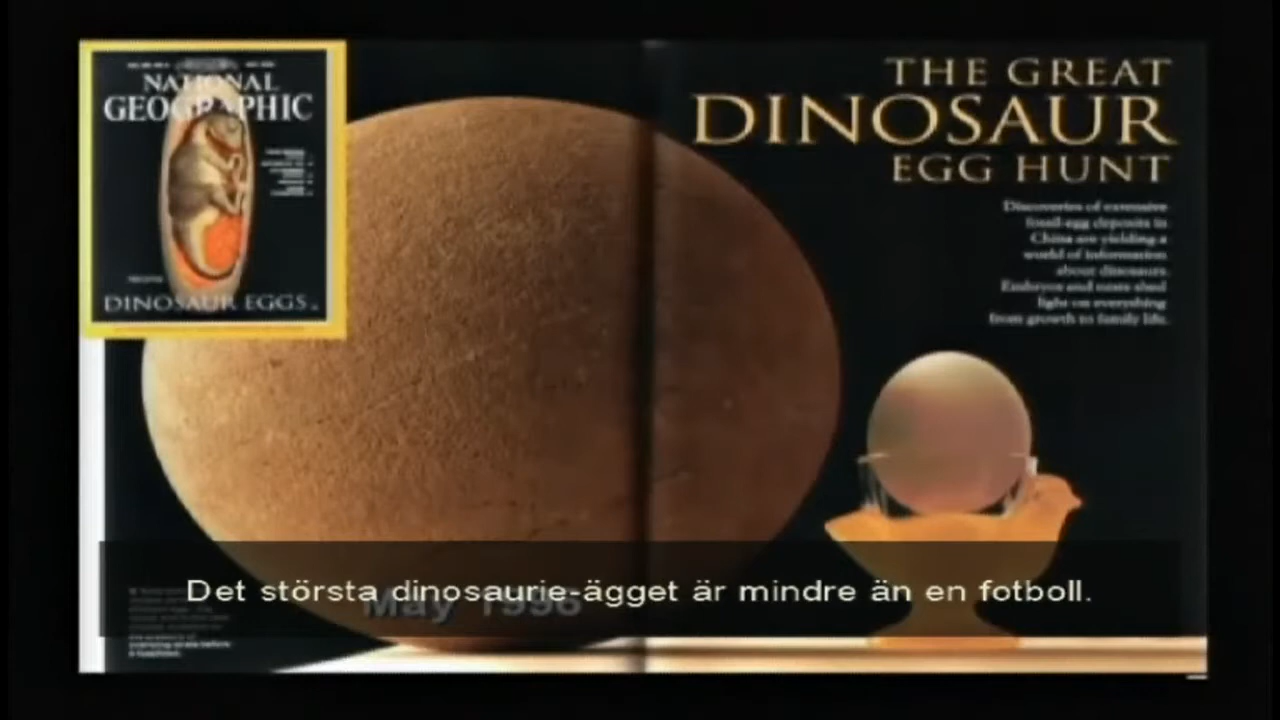 NATIONAL
GEOGRAPHIC
DINOSAUR EGGS
THE GREAT
DINOSAUR
EGG HUNT
Discoveries of extensive
fossil-egg deposits in
China are yielding a
world of information
about dinosaurs.
Embryos and nests shed
light on everything
from growth to family life.
May 1996
Det största dinosaurie-ägget är mindre än en fotboll.